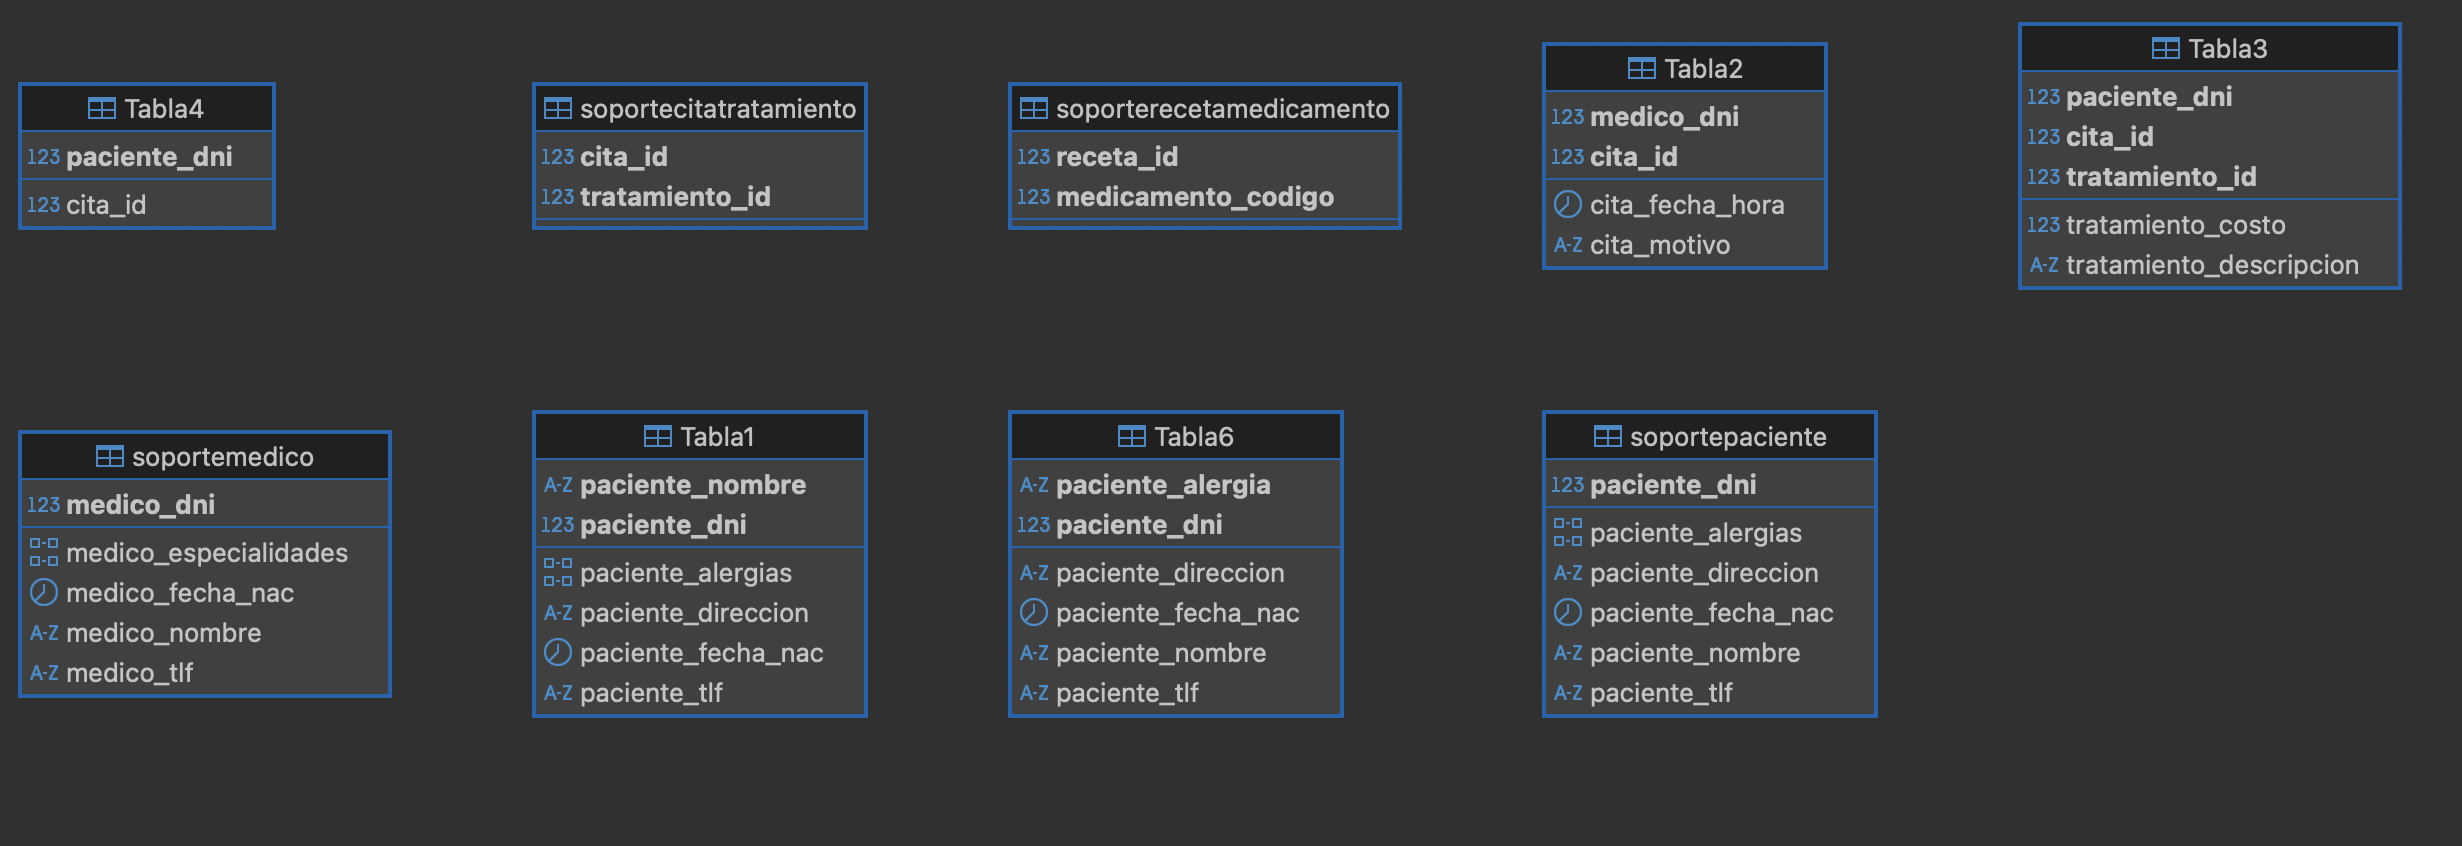 Tabla4
123 paciente_dni
123 cita_id
soportecitatratamiento
123 cita_id
123 tratamiento_id
soporterecetamedicamento
123 receta_id
123 medicamento_codigo
Tabla2
123 medico_dni
123 cita_id
cita_fecha_hora
A-Z cita_motivo
Tabla3
123 paciente_dni
123 cita_id
123 tratamiento_id
123 tratamiento_costo
A-Z tratamiento_descripcion
soportemedico
123 medico_dni
medico_especialidades
medico_fecha_nac
A-Z medico_nombre
A-Z medico_tlf
Tabla1
A-Z paciente_nombre
123 paciente_dni
paciente_alergias
A-Z paciente_direccion
paciente_fecha_nac
A-Z paciente_tlf
Tabla6
A-Z paciente_alergia
123 paciente_dni
A-Z paciente_direccion
paciente_fecha_nac
A-Z paciente_nombre
A-Z paciente_tlf
soportepaciente
123 paciente_dni
paciente_alergias
A-Z paciente_direccion
paciente_fecha_nac
A-Z paciente_nombre
A-Z paciente_tlf